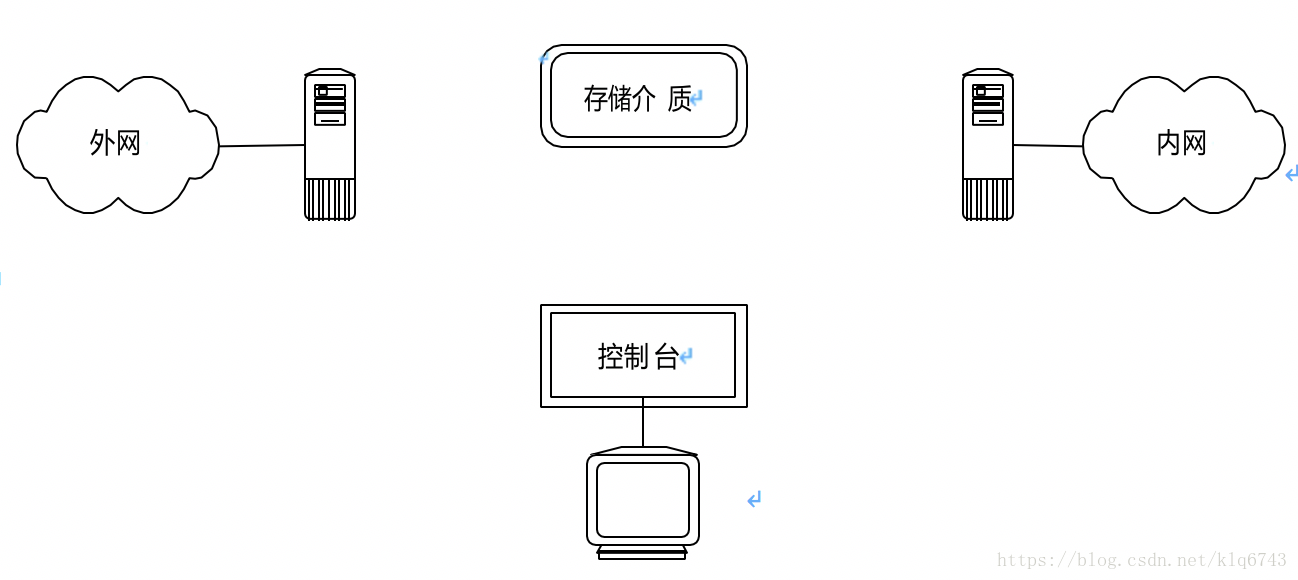 存储介 质
外网
内网
控制 台
https://blog.csdn.net/klq6743